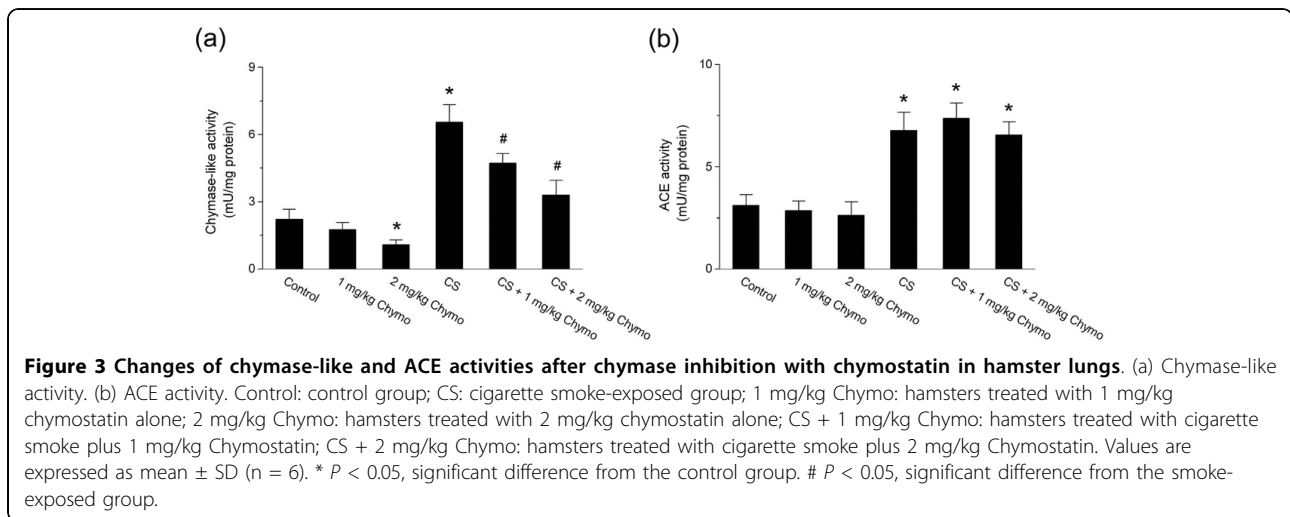 (a)
9
6
3
0
Chymase-like activity
(mU/mg protein)
*
*
#
#
Control
1 mg/kg Chymo
2 mg/kg Chymo
CS
CS + 1 mg/kg Chymo
CS + 2 mg/kg Chymo
(b)
10
5
0
ACE activity
(mU/mg protein)
*
*
*
Control
1 mg/kg Chymo
2 mg/kg Chymo
CS
CS + 1 mg/kg Chymo
CS + 2 mg/kg Chymo
Figure 3 Changes of chymase-like and ACE activities after chymase inhibition with chymostatin in hamster lungs. (a) Chymase-like
activity. (b) ACE activity. Control: control group; CS: cigarette smoke-exposed group; 1 mg/kg Chymo: hamsters treated with 1 mg/kg
chymostatin alone; 2 mg/kg Chymo: hamsters treated with 2 mg/kg chymostatin alone; CS + 1 mg/kg Chymo: hamsters treated with cigarette
smoke plus 1 mg/kg Chymostatin; CS + 2 mg/kg Chymo: hamsters treated with cigarette smoke plus 2 mg/kg Chymostatin. Values are
expressed as mean ± SD (n = 6). * P < 0.05, significant difference from the control group. # P < 0.05, significant difference from the smoke-
exposed group.